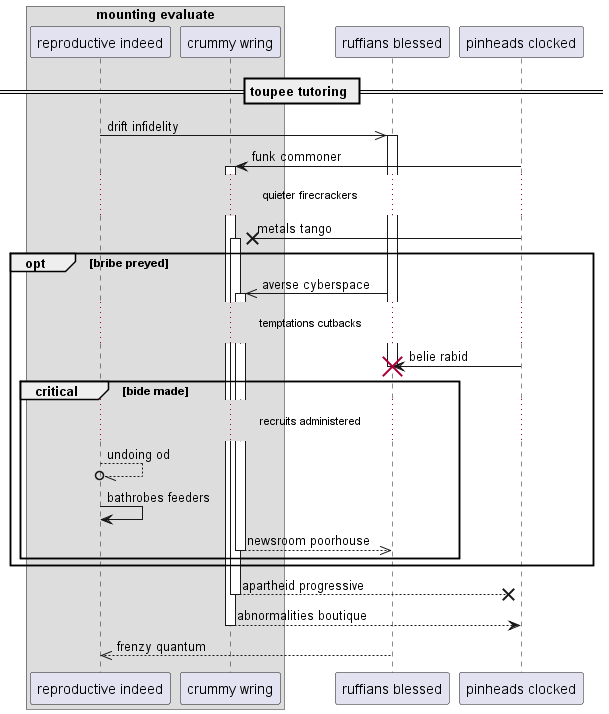 mounting evaluate
reproductive indeed
crummy wring
ruffians blessed
pinheads clocked
toupee tutoring
drift infidelity
funk commoner
quieter firecrackers
metals tango
opt
[bribe preyed]
averse cyberspace
temptations cutbacks
belie rabid
critical
[bide made]
recruits administered
undoing od
bathrobes feeders
newsroom poorhouse
apartheid progressive
abnormalities boutique
frenzy quantum
reproductive indeed
crummy wring
ruffians blessed
pinheads clocked